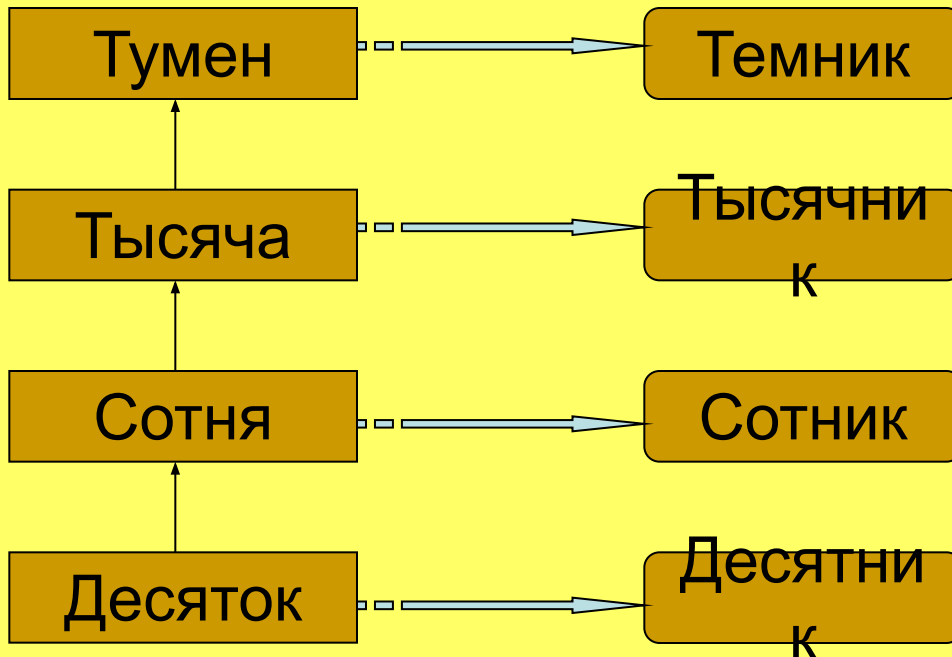 Тумен
Темник
Тысяча
Тысячни
к
Сотня
Сотник
Десяток
Десятни
к